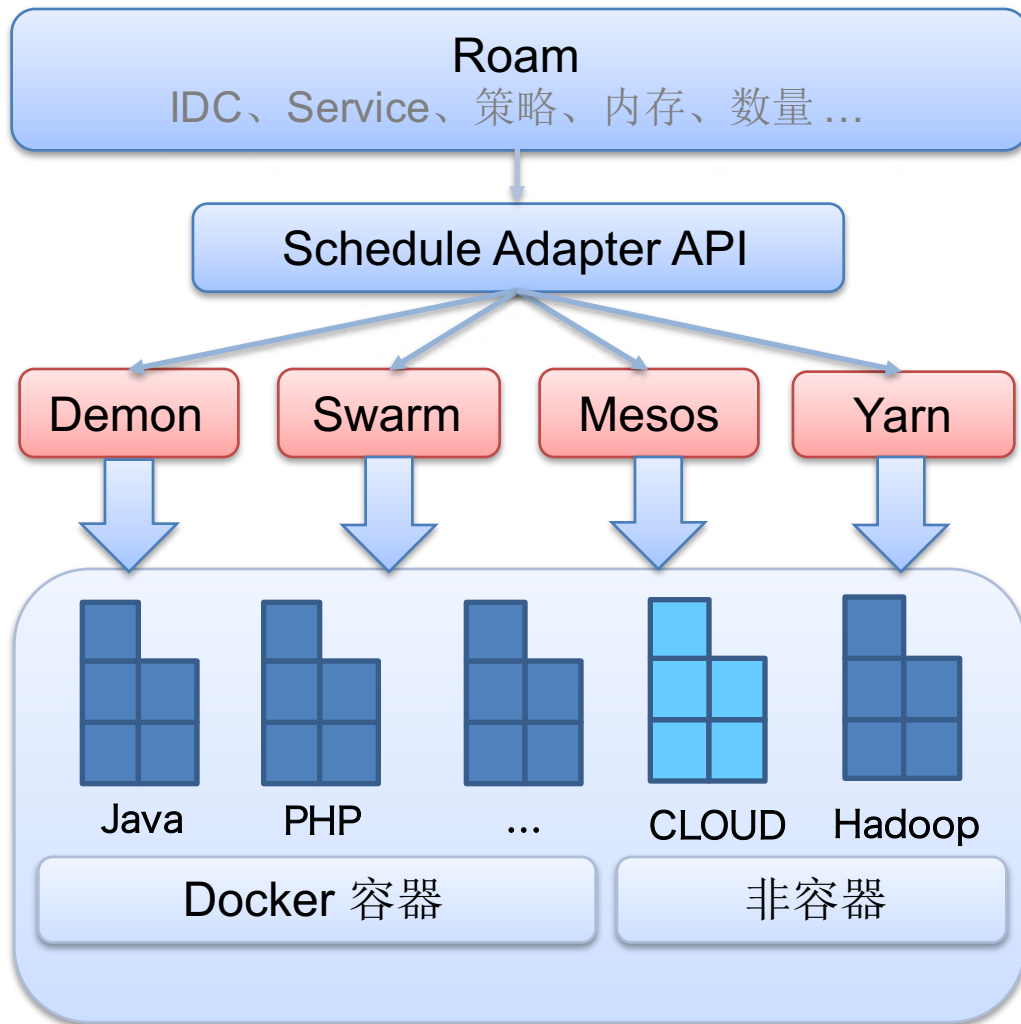 Roam
IDC、Service、策略、内存、数量 ...
Schedule Adapter API
Demon
Swarm
Mesos
Yarn
Java
PHP
...
CLOUD
Hadoop
Docker 容器
非容器